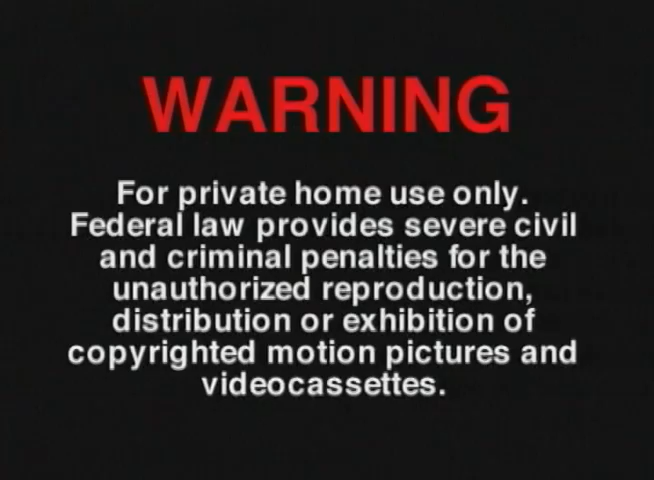 WARNING
For private home use only.
Federal law provides severe civil
and criminal penalties for the
unauthorized reproduction,
distribution or exhibition of
copyrighted motion pictures and
videocassettes.